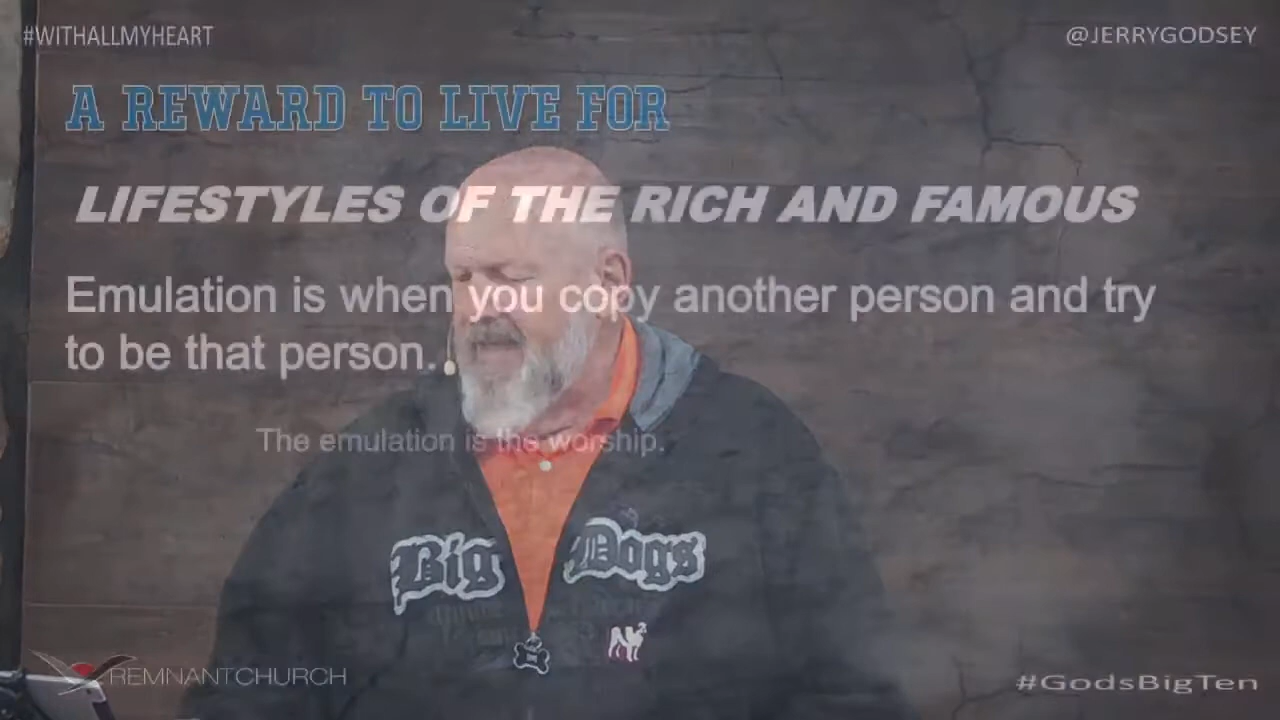 #WITHALLMYHEART
@JERRYGODSEY
A REWARD TO LIVE FOR
LIFESTYLES OF THE RICH AND FAMOUS
Emulation is when you copy another person and try
to be that person.
The emulation is the worship.
Big Dogs
REMNANTCHURCH
#GodsBigTen